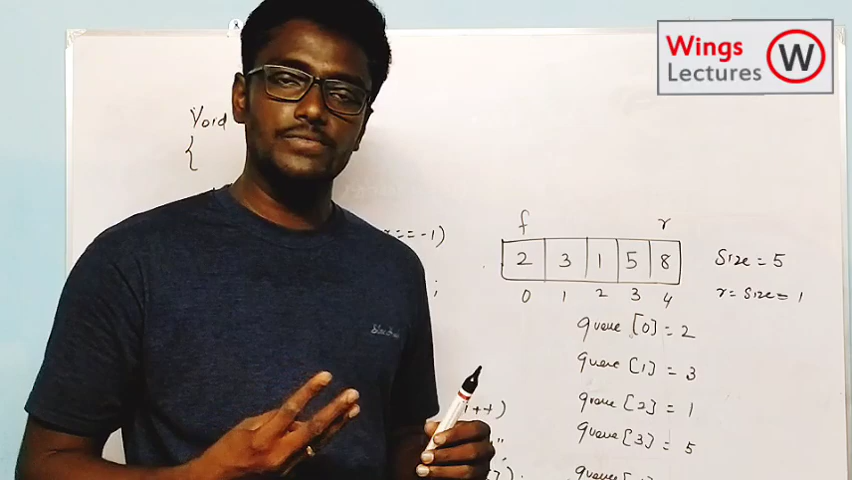 Wings
Lectures W
Void
{
r == -1)
;
f r
2 3 1 5 8
0 1 2 3 4
Size = 5
r = Size = 1
queue [0] = 2
queue [1] = 3
queue [2] = 1
queue [3] = 5
i++)
"